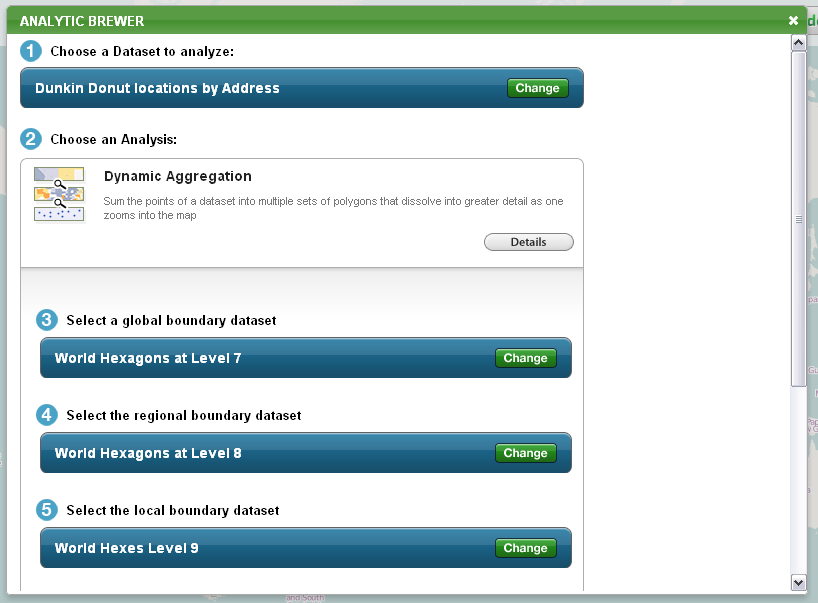 ANALYTIC BREWER
1 Choose a Dataset to analyze:
Dunkin Donut locations by Address Change
2 Choose an Analysis:
Dynamic Aggregation
Sum the points of a dataset into multiple sets of polygons that dissolve into greater detail as one
zooms into the map
Details
3 Select a global boundary dataset
World Hexagons at Level 7 Change
4 Select the regional boundary dataset
World Hexagons at Level 8 Change
5 Select the local boundary dataset
World Hexes Level 9 Change
and South